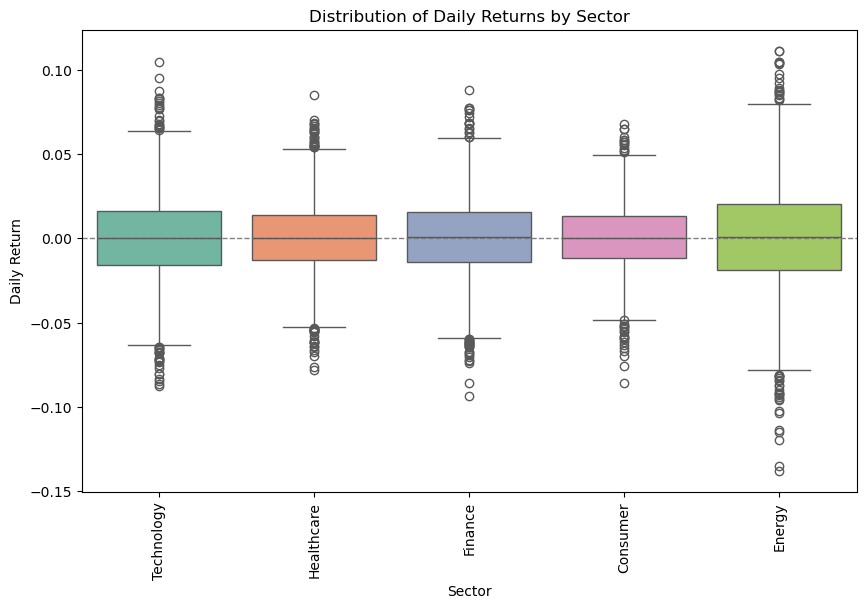 Distribution of Daily Returns by Sector
Daily Return
0.10
0.05
0.00
−0.05
−0.10
−0.15
Technology
Healthcare
Finance
Consumer
Energy
Sector